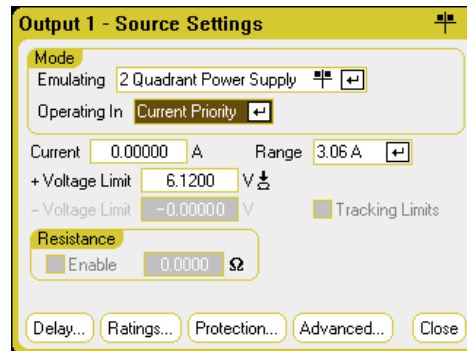 Output 1 - Source Settings
Mode
Emulating 2 Quadrant Power Supply
Operating In Current Priority
Current 0.00000 A Range 3.06 A
+ Voltage Limit 6.1200 V
- Voltage Limit -0.00000 V Tracking Limits
Resistance
Enable 0.0000 Ω
Delay... Ratings... Protection... Advanced... Close